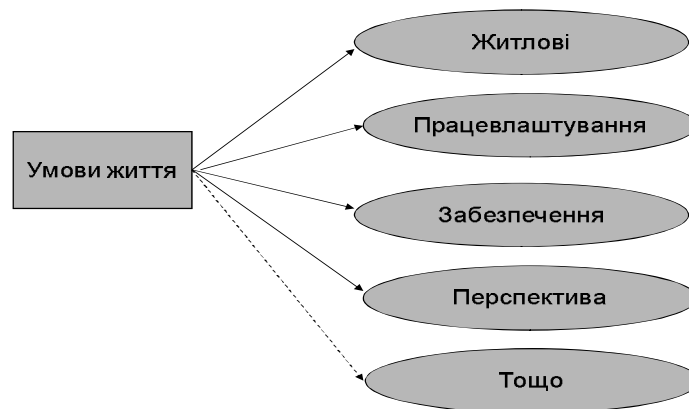 Житлові
Працевлаштування
Умови життя
Забезпечення
Перспектива
Тощо